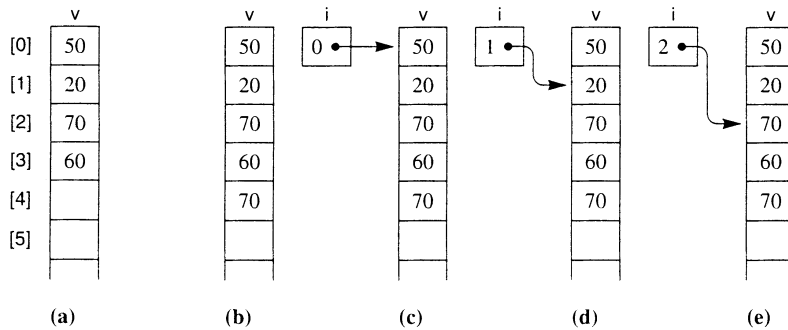 v v i v i v i v
[0] 50 50 0 50 1 50 2 50
[1] 20 20 20 20 20
[2] 70 70 70 70 70
[3] 60 60 60 60 60
[4] 70 70 70 70
[5]
(a) (b) (c) (d) (e)